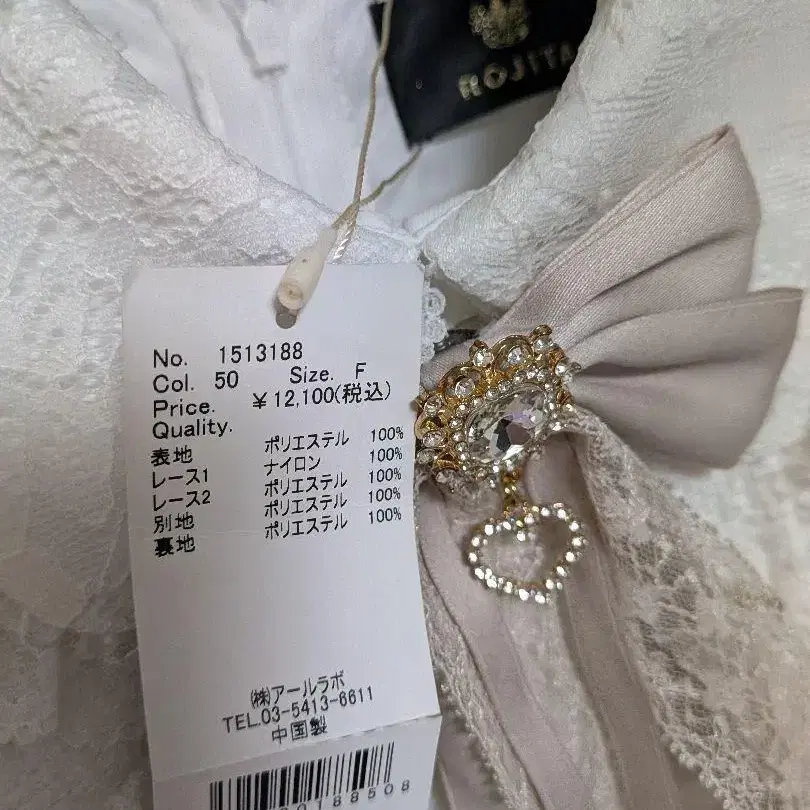 ROJITA
No. 1513188
Col. 50 Size. F
Price. ¥12,100(税込)
Quality.
表地 ポリエステル 100%
レース1 ナイロン 100%
レース2 ポリエステル 100%
別地 ポリエステル 100%
裏地 ポリエステル 100%
㈱アールラボ
TEL.03-5413-6611
中国製